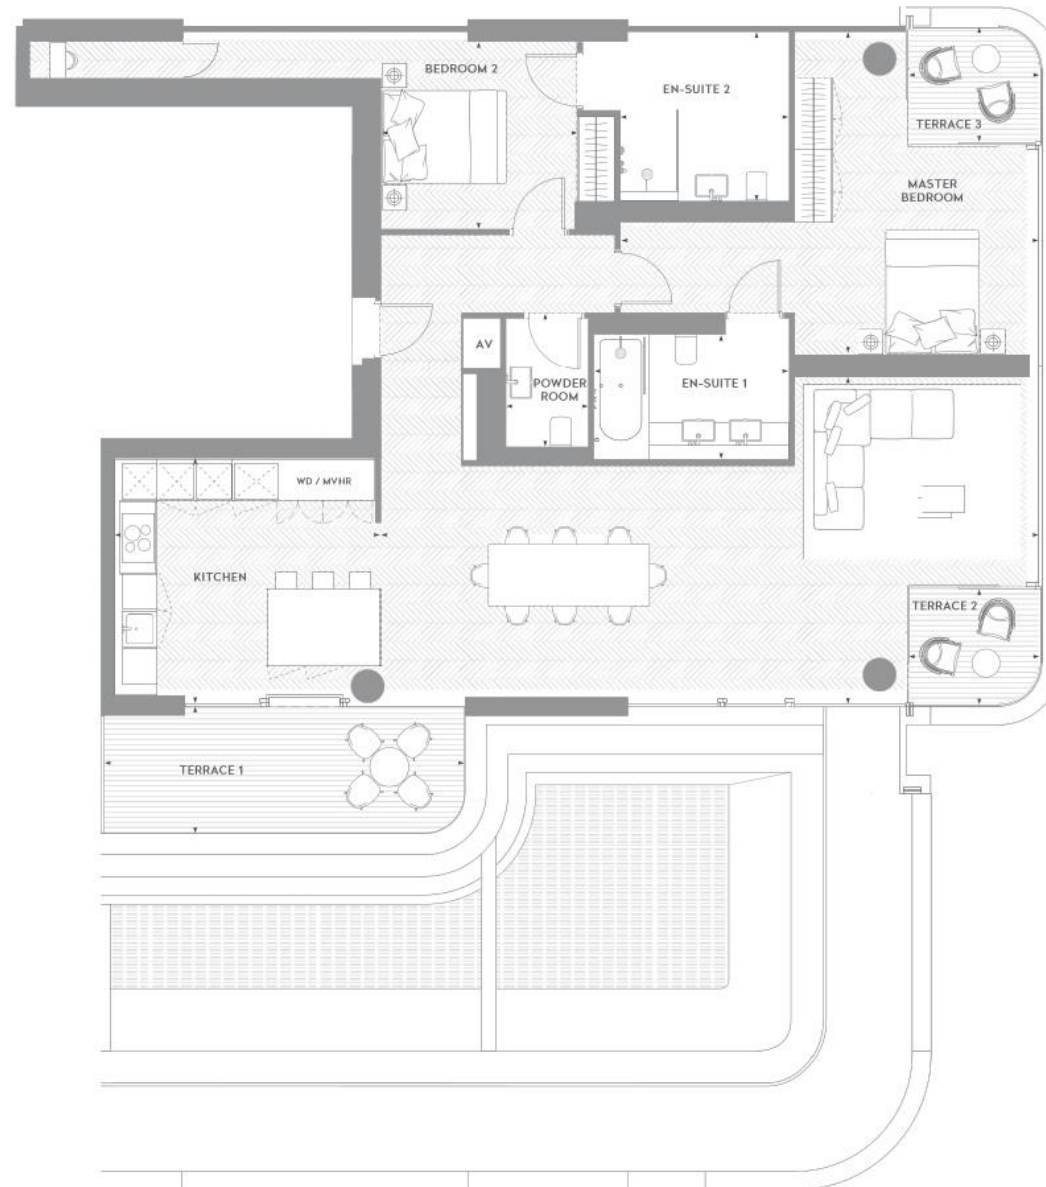 BEDROOM 2
EN-SUITE 2
TERRACE 3
MASTER
BEDROOM
AV
POWDER
ROOM
EN-SUITE 1
WD / MVHR
KITCHEN
TERRACE 2
TERRACE 1